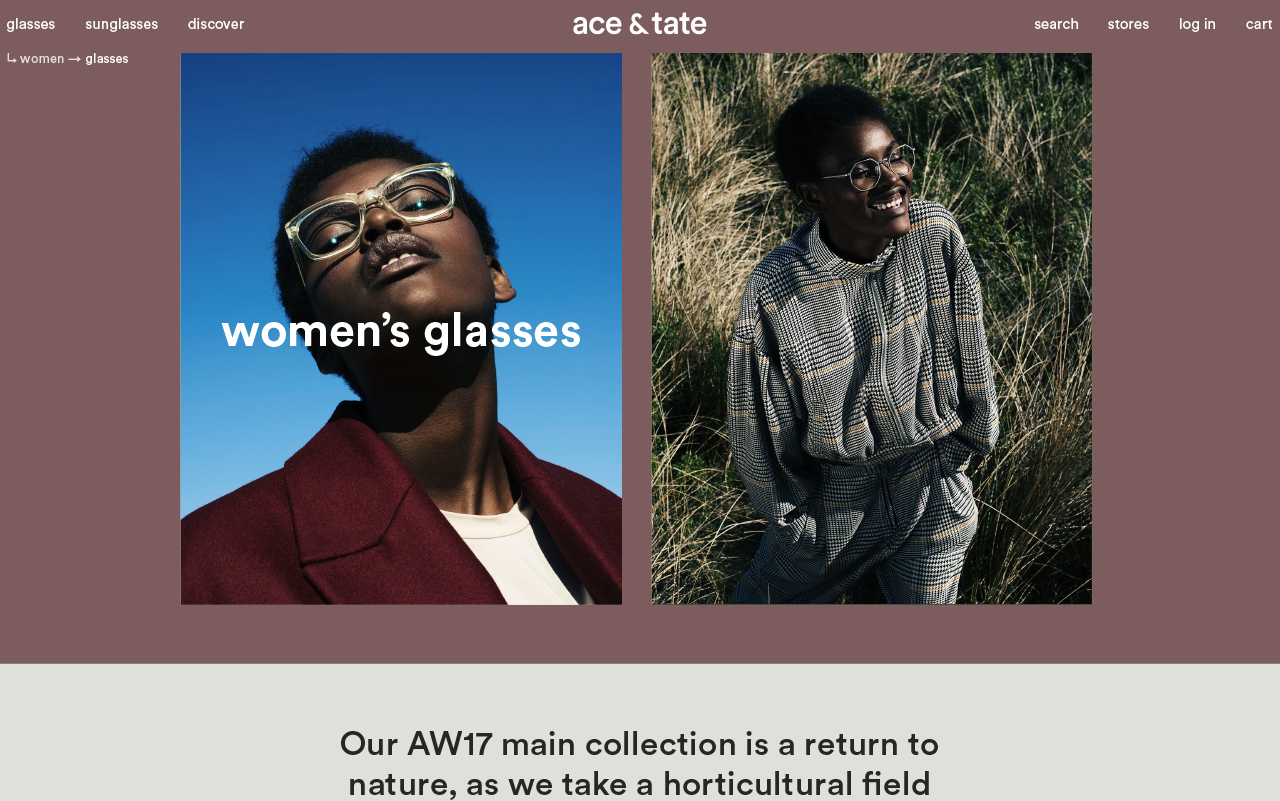 glasses sunglasses discover ace & tate search stores log in cart
↳ women → glasses
women’s glasses
Our AW17 main collection is a return to
nature, as we take a horticultural field